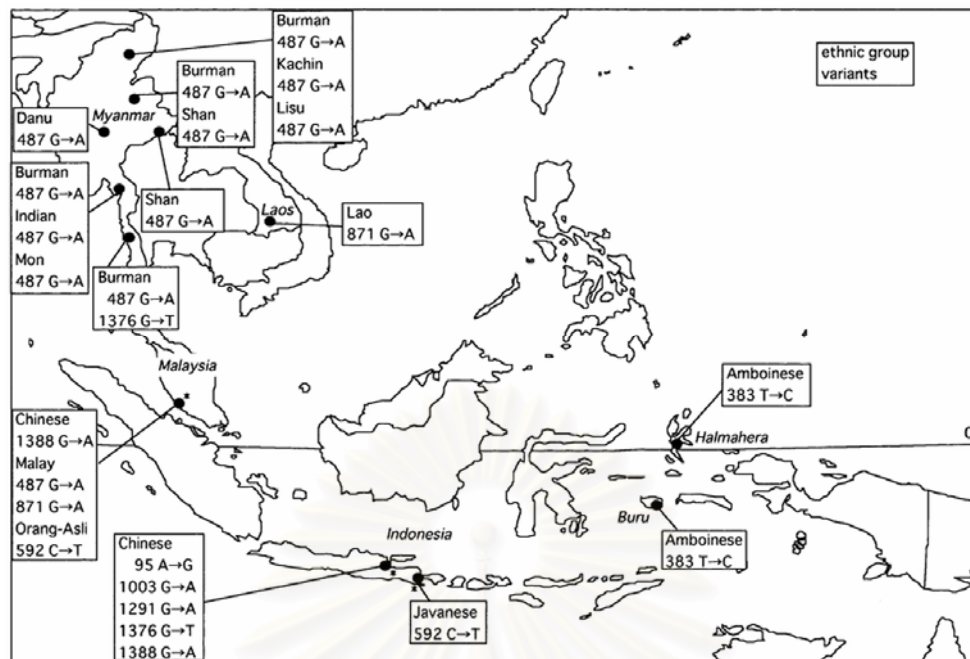 Burman
487 G→A
Kachin
487 G→A
Lisu
487 G→A
ethnic group
variants
Burman
487 G→A
Shan
487 G→A
Danu
487 G→A
Myanmar
Burman
487 G→A
Indian
487 G→A
Mon
487 G→A
Shan
487 G→A
Laos
Lao
871 G→A
Burman
487 G→A
1376 G→T
Malaysia
Amboinese
383 T→C
Halmahera
Chinese
1388 G→A
Malay
487 G→A
871 G→A
Orang-Asli
592 C→T
Buru
Amboinese
383 T→C
Indonesia
Chinese
95 A→G
1003 G→A
1291 G→A
1376 G→T
1388 G→A
Javanese
592 C→T